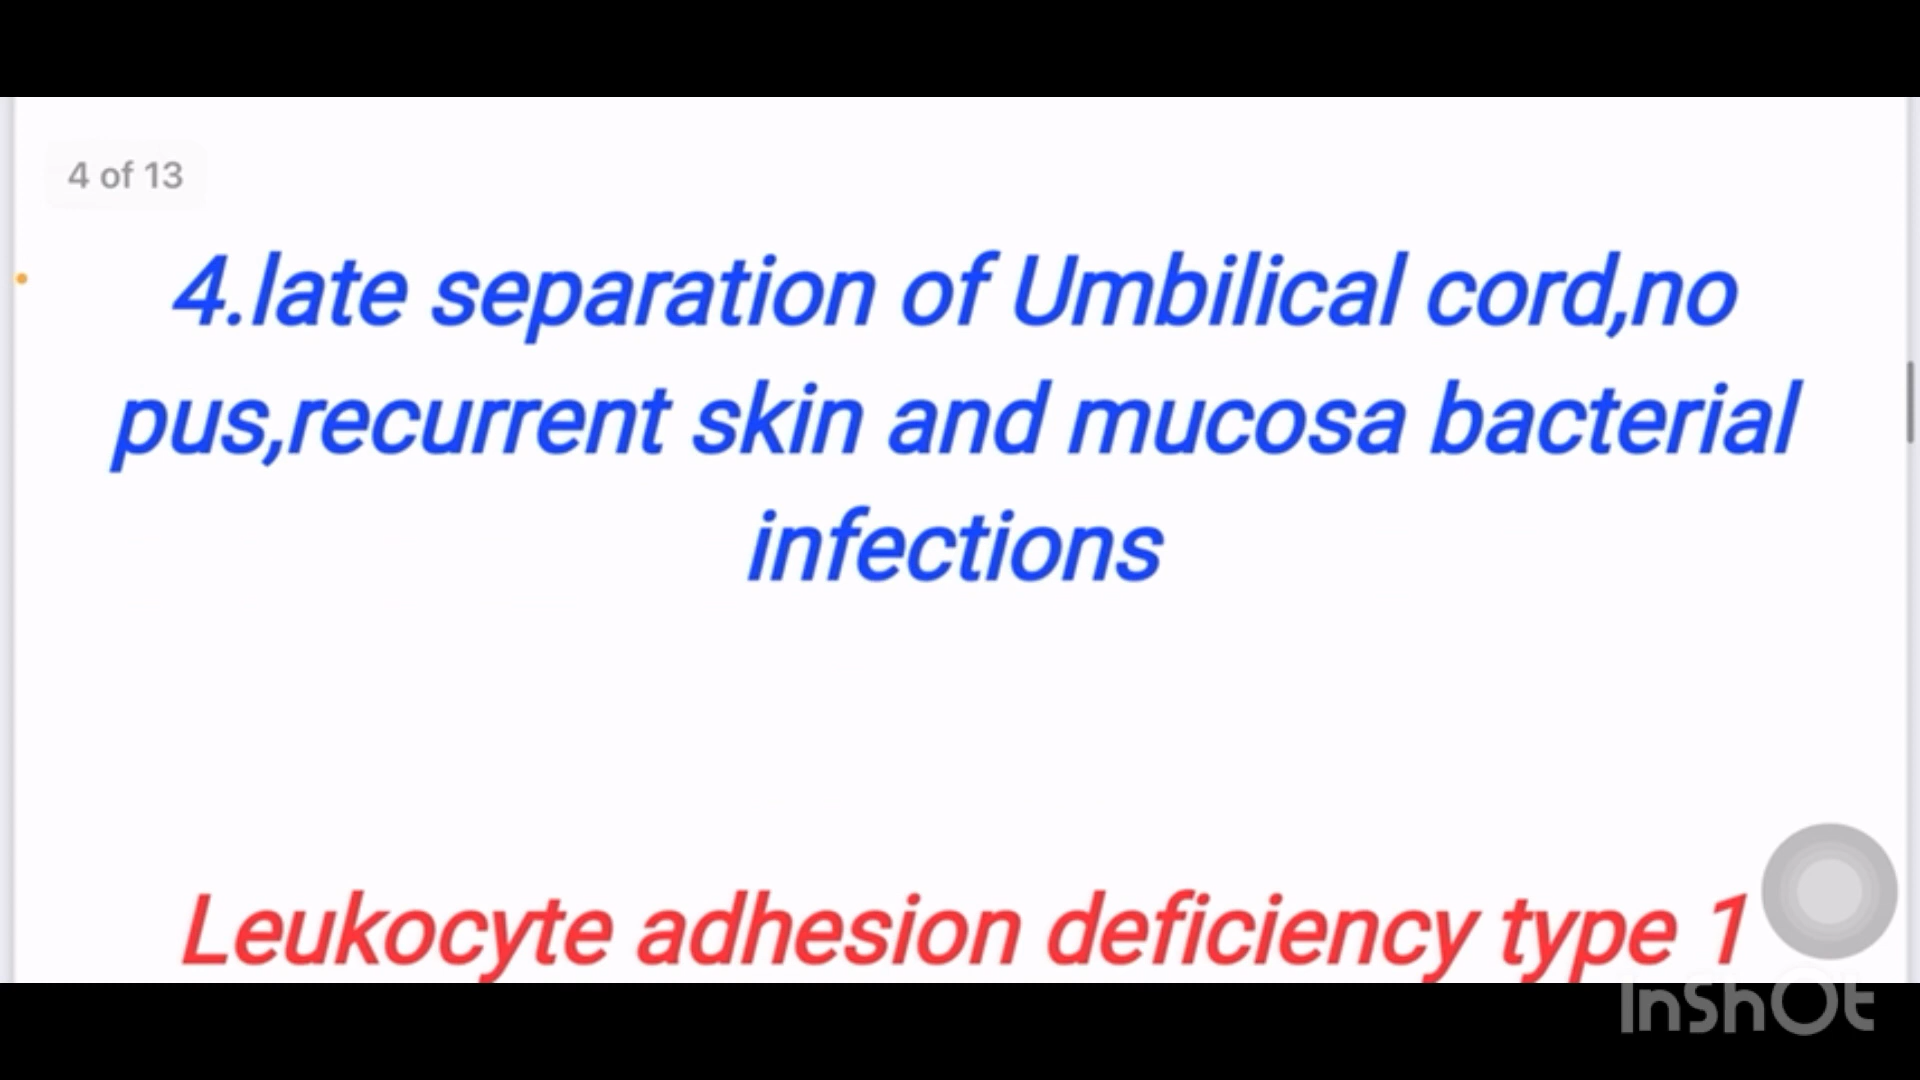 4 of 13
4.late separation of Umbilical cord,no
pus,recurrent skin and mucosa bacterial
infections
Leukocyte adhesion deficiency type 1
InShOt